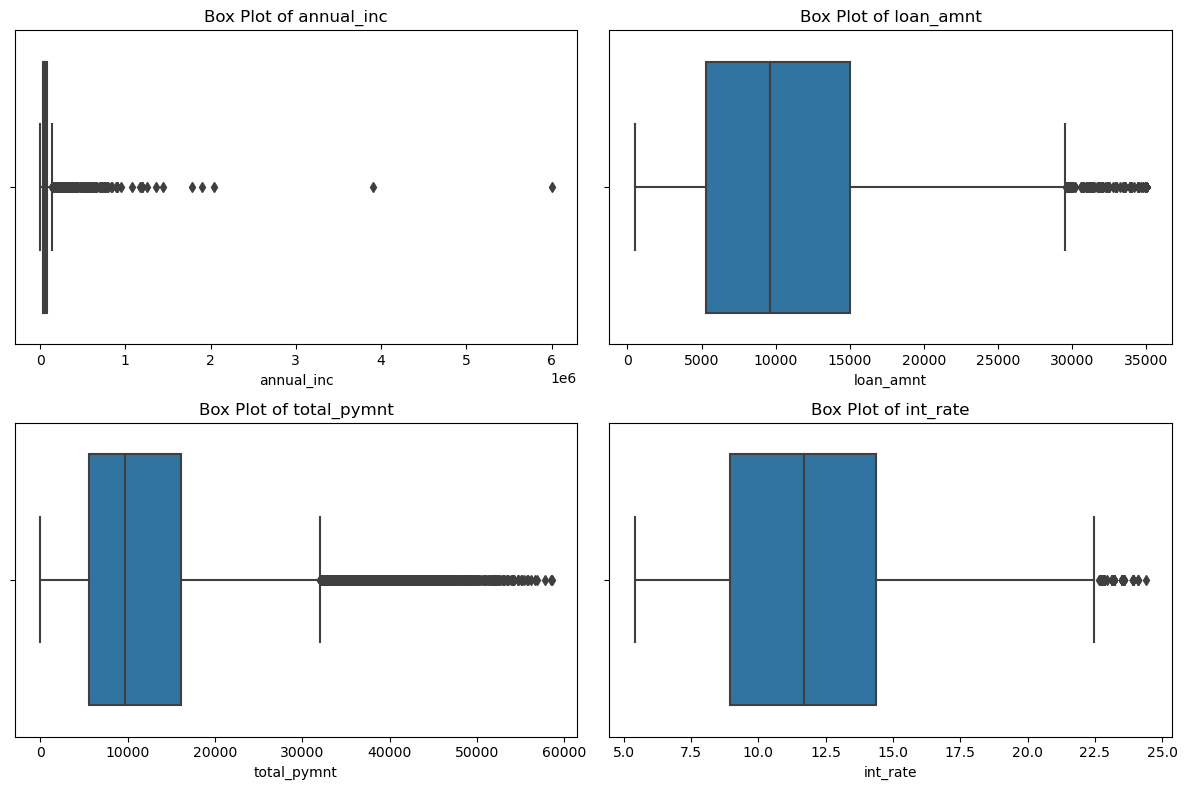 Box Plot of annual_inc
0 1 2 3 4 5 6
1e6
annual_inc
Box Plot of loan_amnt
0 5000 10000 15000 20000 25000 30000 35000
loan_amnt
Box Plot of total_pymnt
0 10000 20000 30000 40000 50000 60000
total_pymnt
Box Plot of int_rate
5.0 7.5 10.0 12.5 15.0 17.5 20.0 22.5 25.0
int_rate